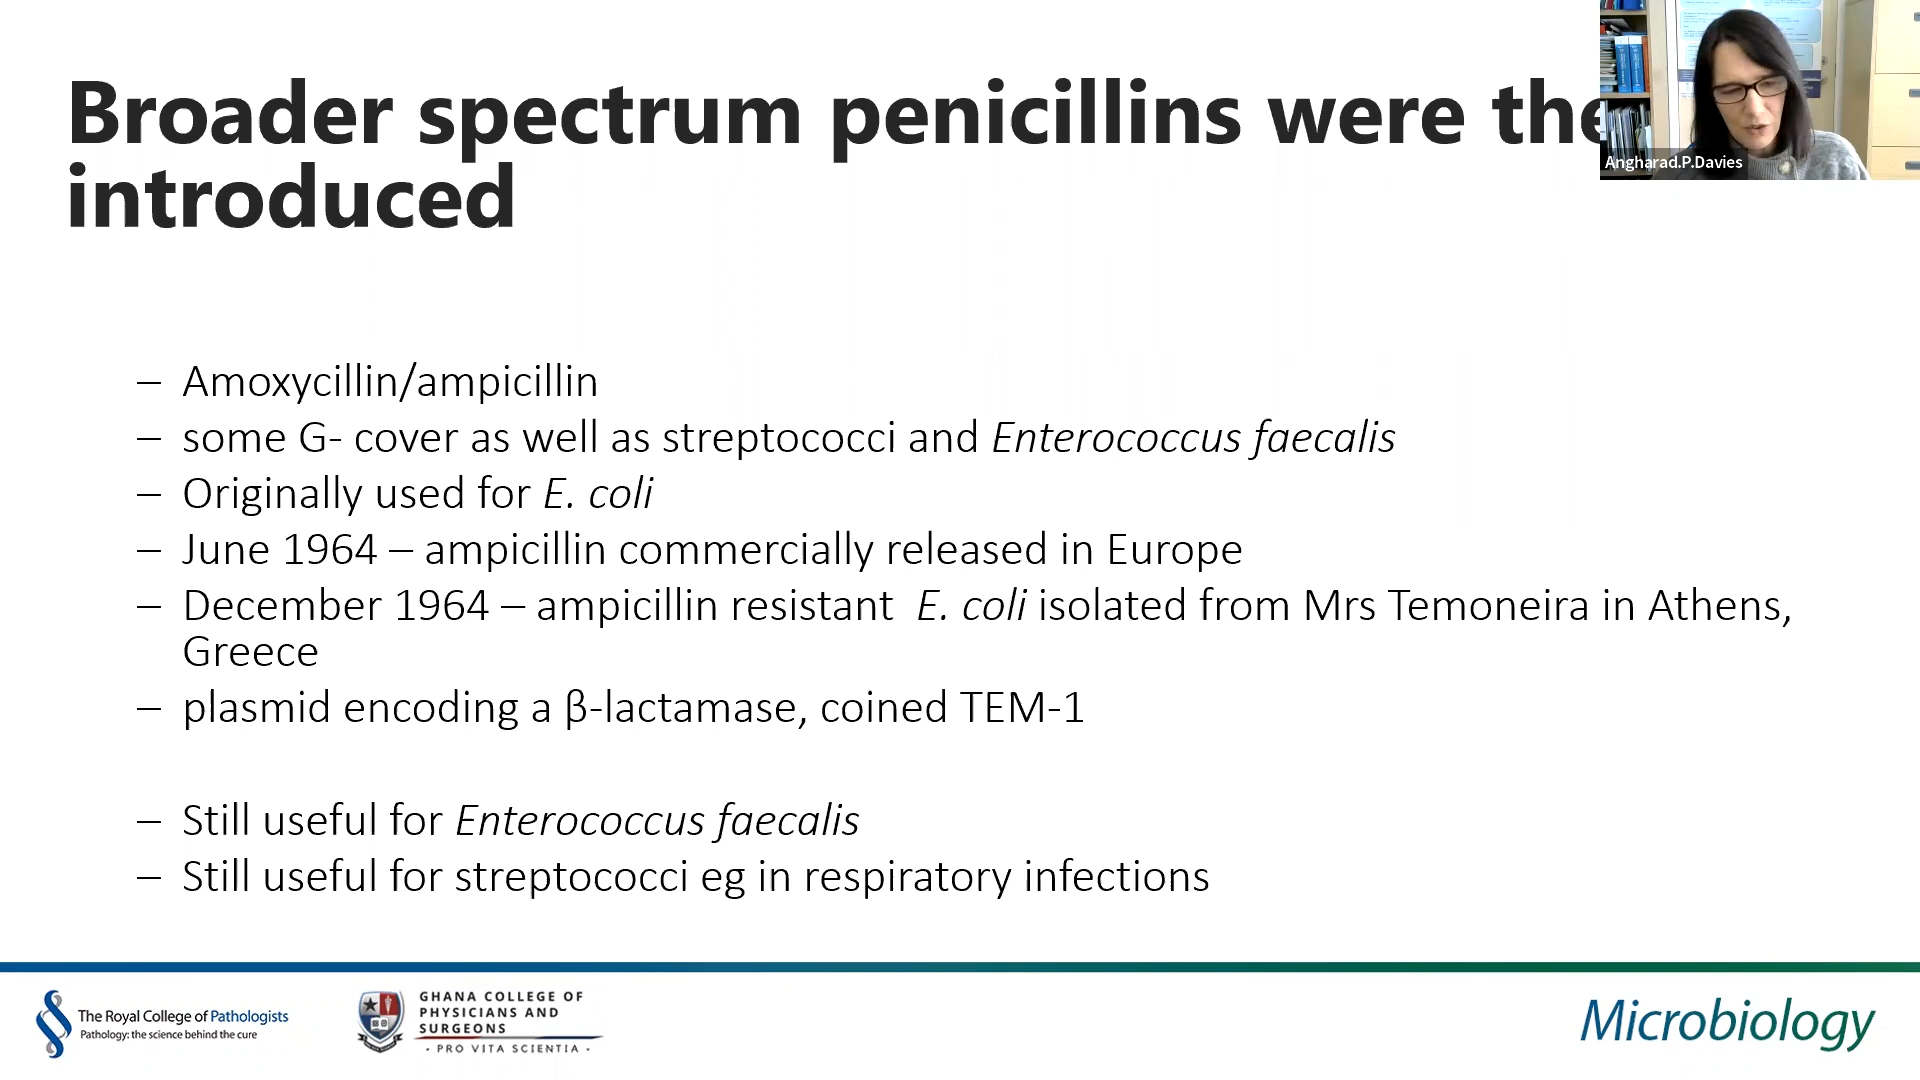 Broader spectrum penicillins were the
introduced
Angharad.P.Davies
– Amoxycillin/ampicillin
– some G- cover as well as streptococci and Enterococcus faecalis
– Originally used for E. coli
– June 1964 – ampicillin commercially released in Europe
– December 1964 – ampicillin resistant  E. coli isolated from Mrs Temoneira in Athens,
Greece
– plasmid encoding a β-lactamase, coined TEM-1
– Still useful for Enterococcus faecalis
– Still useful for streptococci eg in respiratory infections
The Royal College of Pathologists
Pathology: the science behind the cure
GHANA COLLEGE OF
PHYSICIANS AND
SURGEONS
- PRO VITA SCIENTIA -
Microbiology